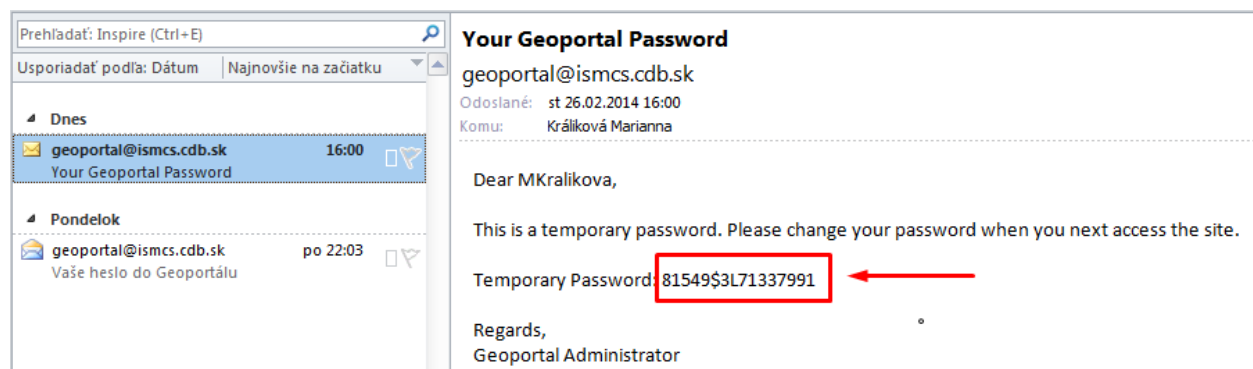 Prehľadať: Inspire (Ctrl+E)
Usporiadať podľa: Dátum Najnovšie na začiatku
Dnes
geoportal@ismcs.cdb.sk 16:00
Your Geoportal Password
Pondelok
geoportal@ismcs.cdb.sk po 22:03
Vaše heslo do Geoportálu
Your Geoportal Password
geoportal@ismcs.cdb.sk
Odoslané: st 26.02.2014 16:00
Komu: Králiková Marianna
Dear MKralikova,
This is a temporary password. Please change your password when you next access the site.
Temporary Password: 81549$3L71337991
Regards,
Geoportal Administrator